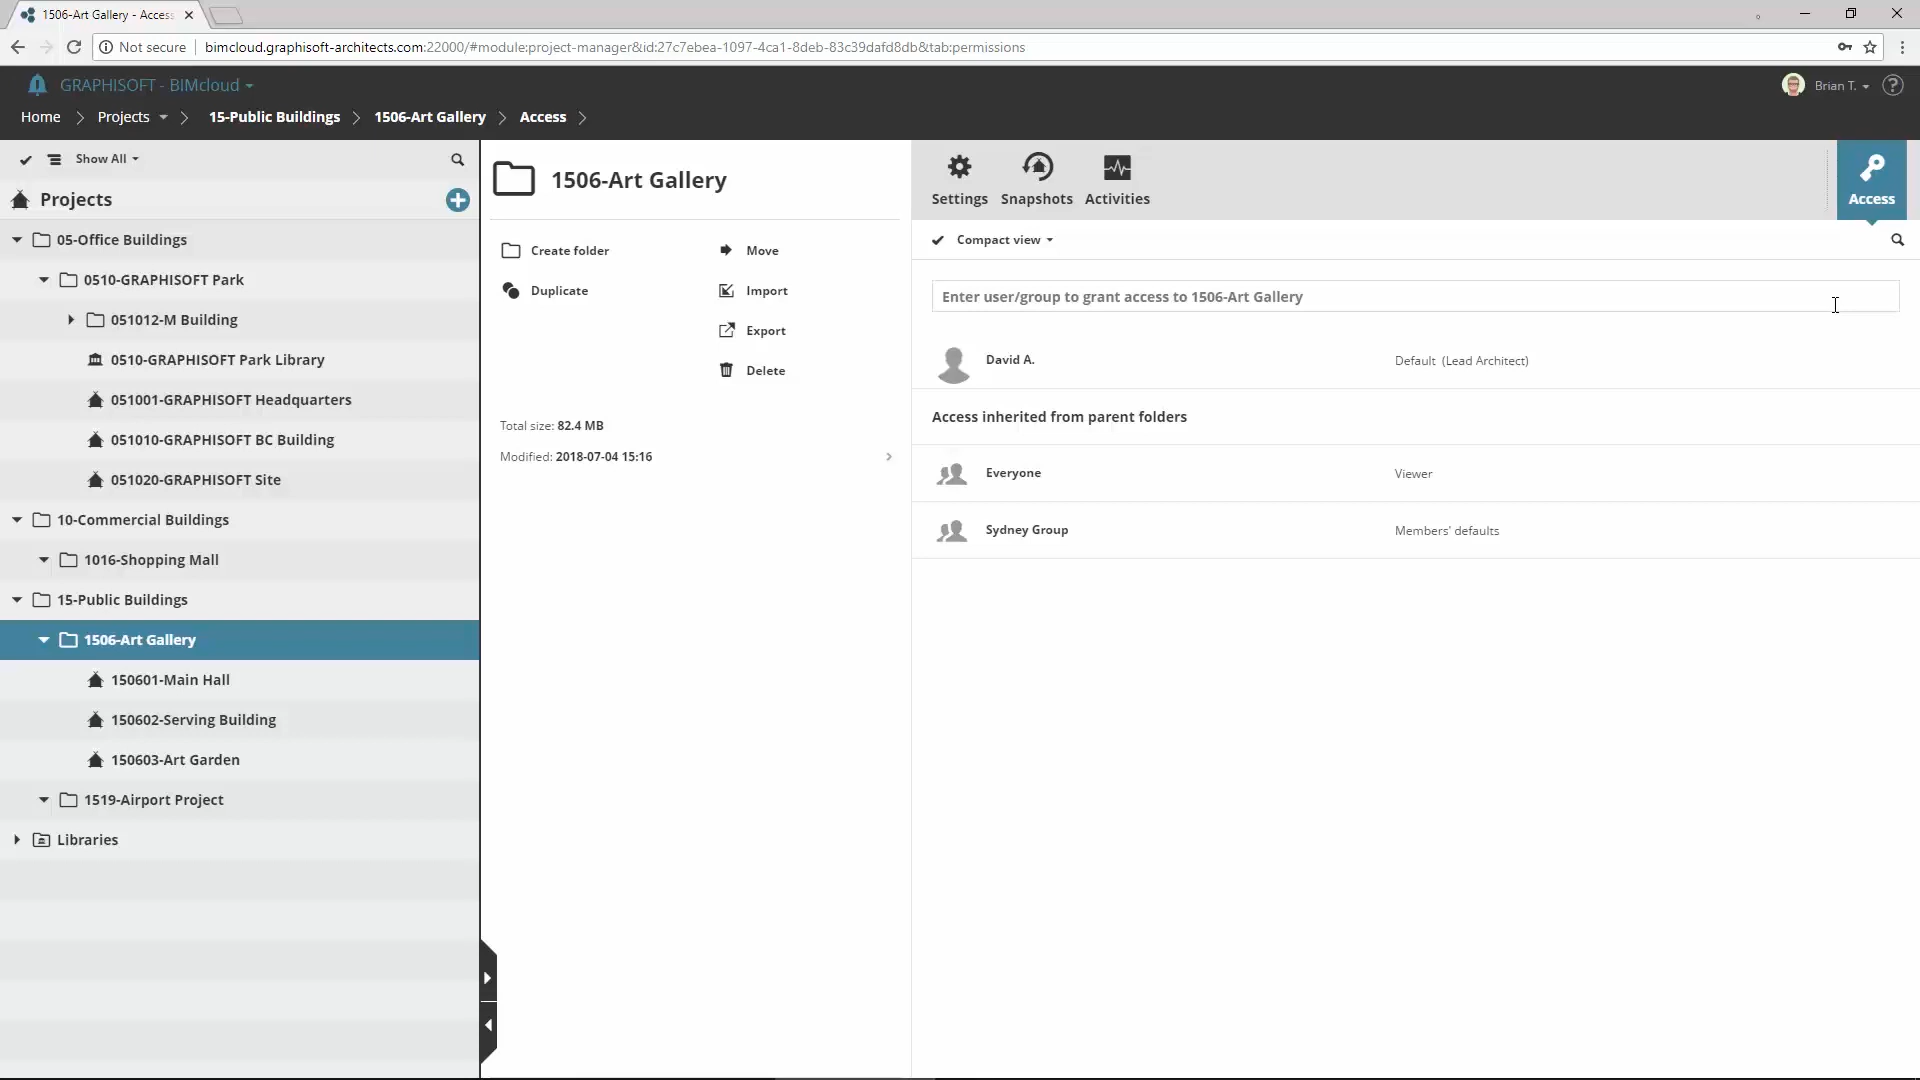 1506-Art Gallery - Access
Not secure
bimcloud.graphisoft-architects.com:22000/#module:project-manager&id:27c7ebea-1097-4ca1-8deb-83c39dafd8db&tab:permissions
GRAPHISOFT - BIMcloud
Brian T.
Home
Projects
15-Public Buildings
1506-Art Gallery
Access
Show All
Projects
05-Office Buildings
0510-GRAPHISOFT Park
051012-M Building
0510-GRAPHISOFT Park Library
051001-GRAPHISOFT Headquarters
051010-GRAPHISOFT BC Building
051020-GRAPHISOFT Site
10-Commercial Buildings
1016-Shopping Mall
15-Public Buildings
1506-Art Gallery
150601-Main Hall
150602-Serving Building
150603-Art Garden
1519-Airport Project
Libraries
1506-Art Gallery
Create folder
Move
Duplicate
Import
Export
Delete
Total size: 82.4 MB
Modified: 2018-07-04 15:16
Settings
Snapshots
Activities
Access
Compact view
Enter user/group to grant access to 1506-Art Gallery
David A.
Default (Lead Architect)
Access inherited from parent folders
Everyone
Viewer
Sydney Group
Members' defaults